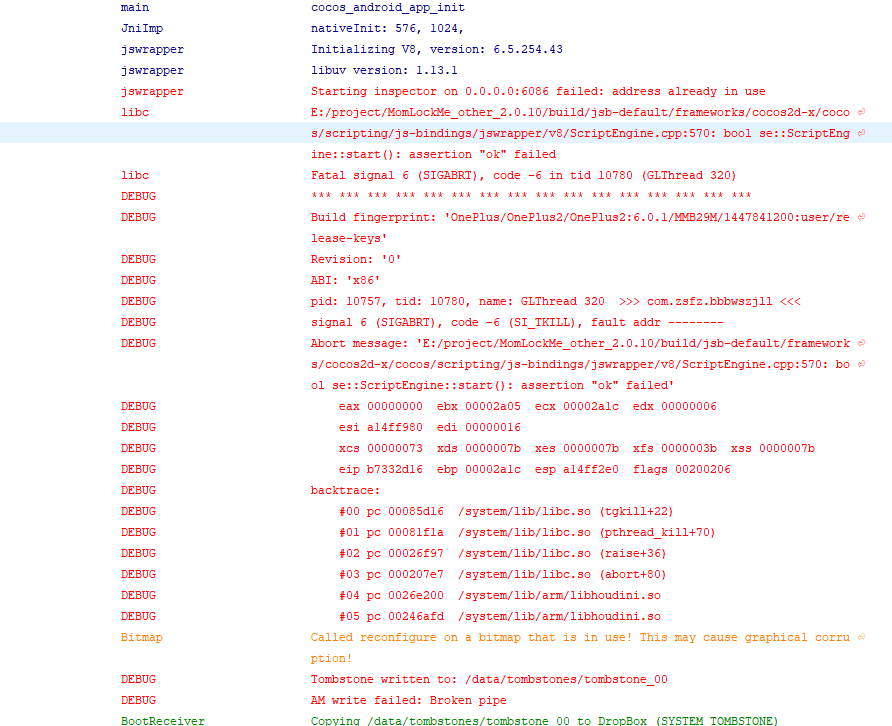 main cocos_android_app_init
JniImp nativeInit: 576, 1024,
jswrapper Initializing V8, version: 6.5.254.43
jswrapper libuv version: 1.13.1
jswrapper Starting inspector on 0.0.0.0:6086 failed: address already in use
libc E:/project/MomLockMe_other_2.0.10/build/jsb-default/frameworks/cocos2d-x/coco
s/scripting/js-bindings/jswrapper/v8/ScriptEngine.cpp:570: bool se::ScriptEng
ine::start(): assertion "ok" failed
libc Fatal signal 6 (SIGABRT), code -6 in tid 10780 (GLThread 320)
DEBUG *** *** *** *** *** *** *** *** *** *** *** *** *** *** *** ***
DEBUG Build fingerprint: 'OnePlus/OnePlus2/OnePlus2:6.0.1/MMB29M/1447841200:user/re
lease-keys'
DEBUG Revision: '0'
DEBUG ABI: 'x86'
DEBUG pid: 10757, tid: 10780, name: GLThread 320 >>> com.zsfz.bbbwszjll <<<
DEBUG signal 6 (SIGABRT), code -6 (SI_TKILL), fault addr --------
DEBUG Abort message: 'E:/project/MomLockMe_other_2.0.10/build/jsb-default/framework
s/cocos2d-x/cocos/scripting/js-bindings/jswrapper/v8/ScriptEngine.cpp:570: bo
ol se::ScriptEngine::start(): assertion "ok" failed'
DEBUG eax 00000000 ebx 00002a05 ecx 00002a1c edx 00000006
DEBUG esi a14ff980 edi 00000016
DEBUG xcs 00000073 xds 0000007b xes 0000007b xfs 0000003b xss 0000007b
DEBUG eip b7332d16 ebp 00002a1c esp a14ff2e0 flags 00200206
DEBUG backtrace:
DEBUG #00 pc 00085d16 /system/lib/libc.so (tgkill+22)
DEBUG #01 pc 00081f1a /system/lib/libc.so (pthread_kill+70)
DEBUG #02 pc 00026f97 /system/lib/libc.so (raise+36)
DEBUG #03 pc 000207e7 /system/lib/libc.so (abort+80)
DEBUG #04 pc 0026e200 /system/lib/arm/libhoudini.so
DEBUG #05 pc 00246afd /system/lib/arm/libhoudini.so
Bitmap Called reconfigure on a bitmap that is in use! This may cause graphical corru
ption!
DEBUG Tombstone written to: /data/tombstones/tombstone_00
DEBUG AM write failed: Broken pipe
BootReceiver Copying /data/tombstones/tombstone_00 to DropBox (SYSTEM_TOMBSTONE)